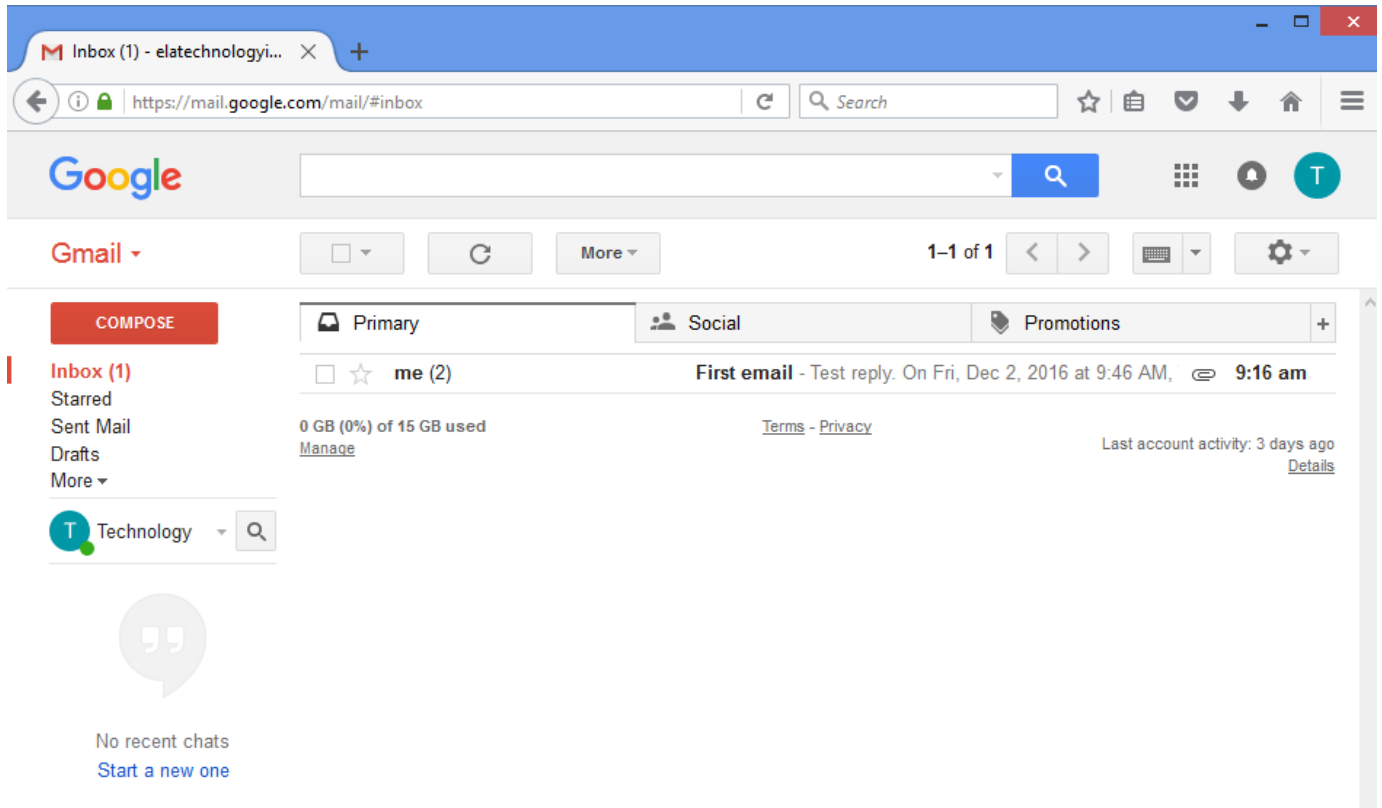 Inbox (1) - elatechnologyi...
https://mail.google.com/mail/#inbox
Search
Google
T
Gmail
More
1–1 of 1
COMPOSE
Primary
Social
Promotions
+
Inbox (1)
me (2)
First email - Test reply. On Fri, Dec 2, 2016 at 9:46 AM,
9:16 am
Starred
Sent Mail
Drafts
More
0 GB (0%) of 15 GB used
Manage
Terms - Privacy
Last account activity: 3 days ago
Details
T
Technology
No recent chats
Start a new one